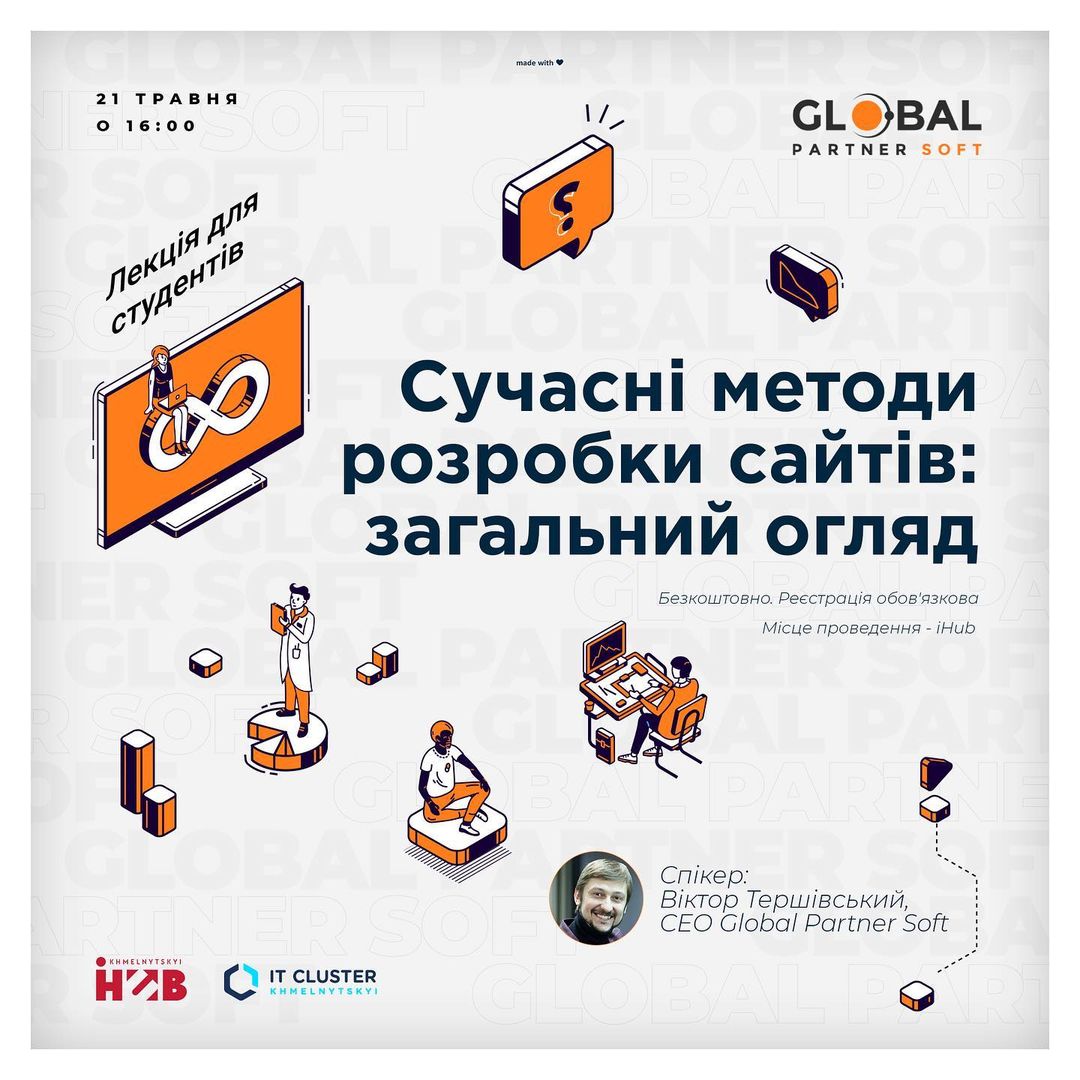 made with
21 ТРАВНЯ
О 16:00
GLOBAL
PARTNER SOFT
Лекція для
студентів
Сучасні методи
розробки сайтів:
загальний огляд
Безкоштовно. Реєстрація обов'язкова
Місце проведення - iHub
Спікер:
Віктор Тершівський,
CEO Global Partner Soft
KHMELNYTSKYI
iHUB
IT CLUSTER
KHMELNYTSKYI